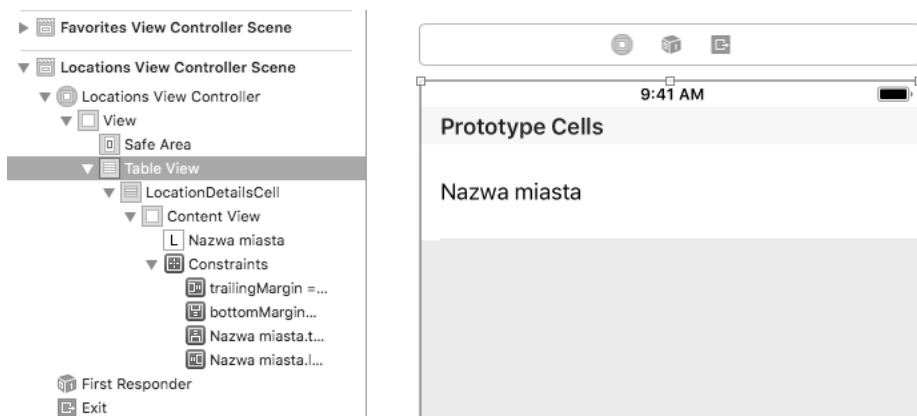 Favorites View Controller Scene
Locations View Controller Scene
Locations View Controller
View
Safe Area
Table View
LocationDetailsCell
Content View
L Nazwa miasta
Constraints
trailingMargin =...
bottomMargin...
Nazwa miasta.t...
Nazwa miasta.l...
First Responder
Exit
9:41 AM
Prototype Cells
Nazwa miasta